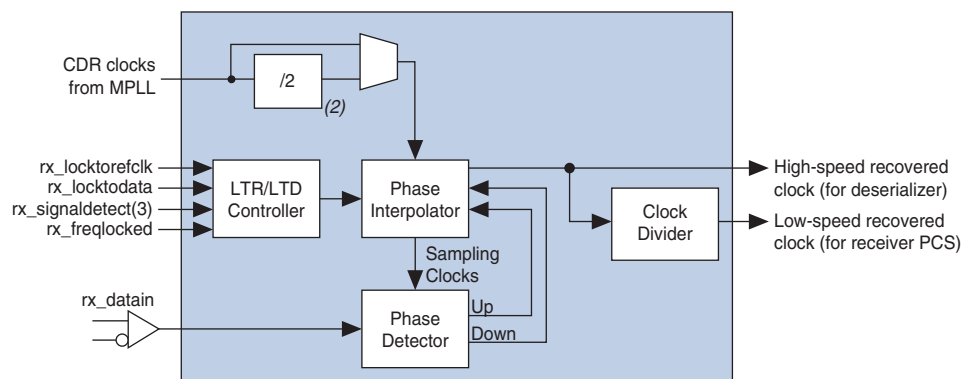 CDR clocks
from MPLL
/2
(2)
rx_locktorefclk
rx_locktodata
rx_signaldetect(3)
rx_freqlocked
LTR/LTD
Controller
Phase
Interpolator
High-speed recovered
clock (for deserializer)
Clock
Divider
Low-speed recovered
clock (for receiver PCS)
Sampling
Clocks
rx_datain
Phase
Detector
Up
Down